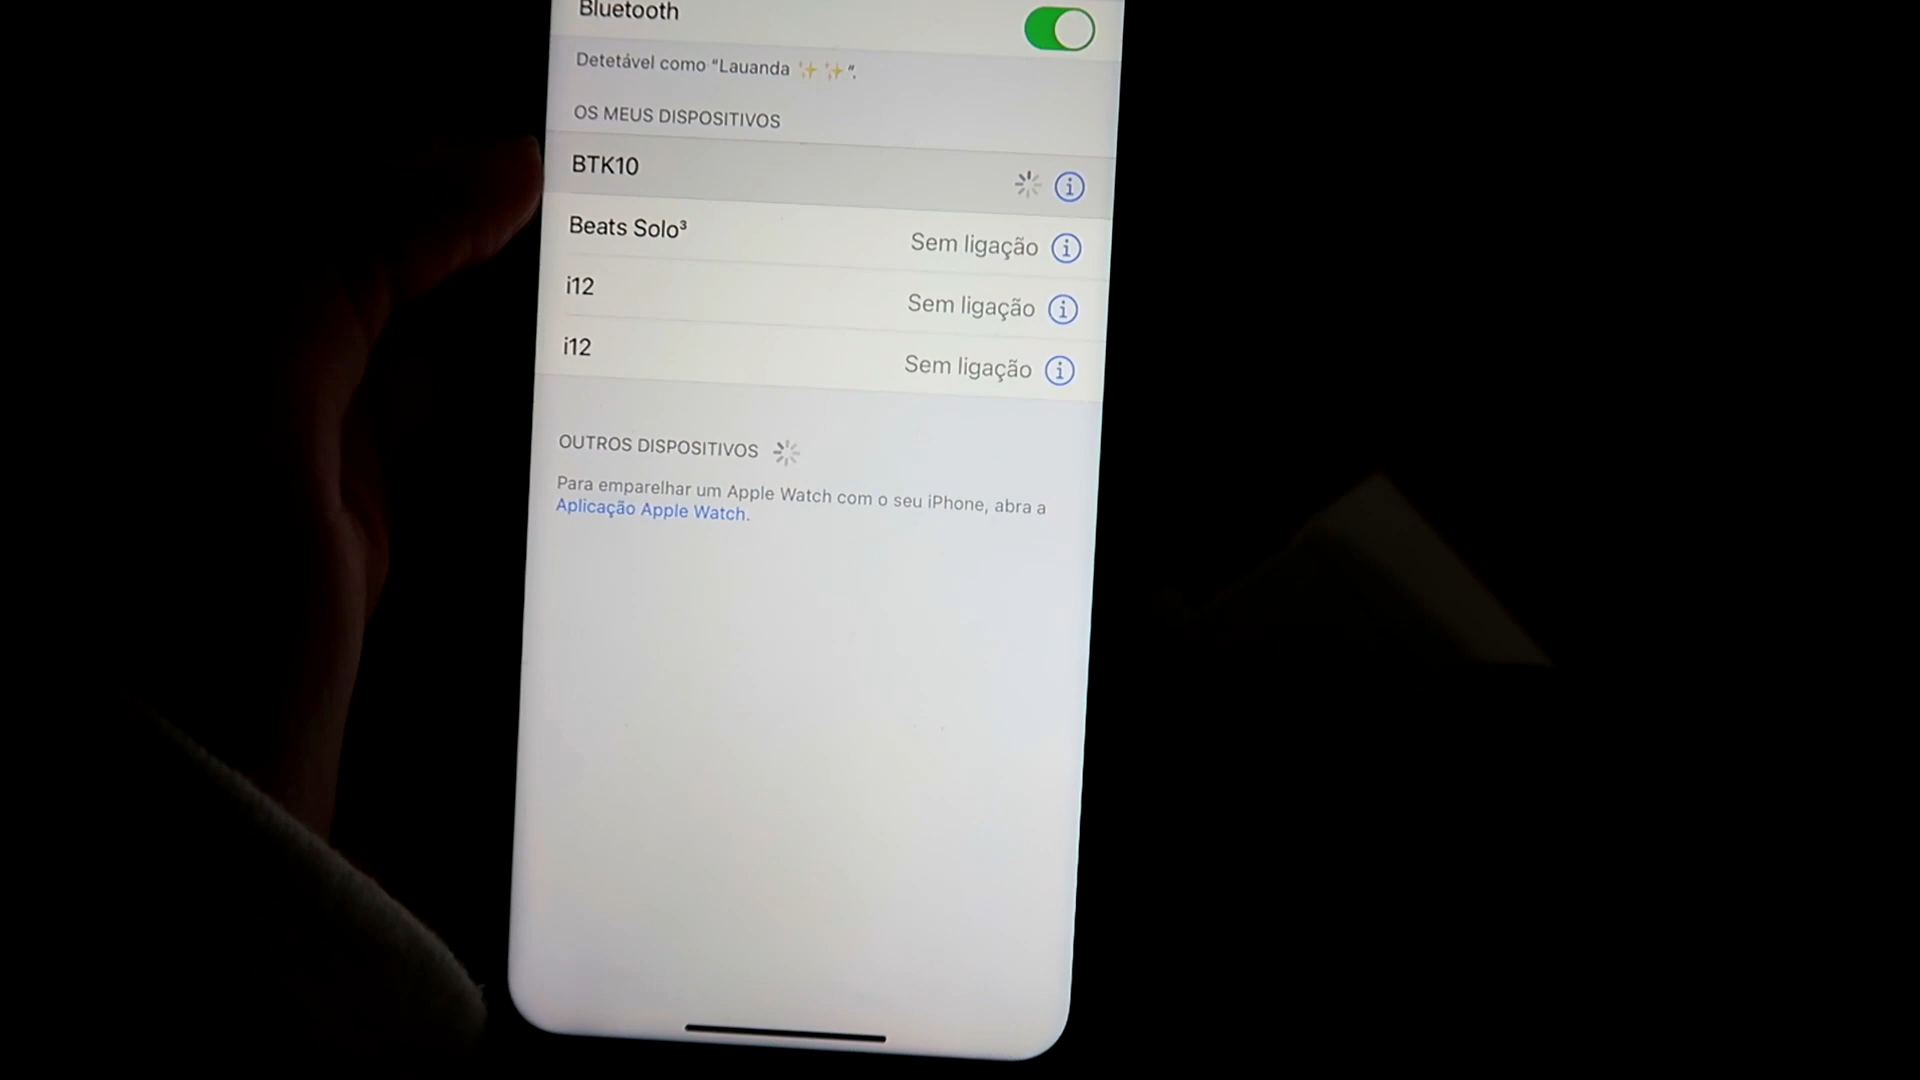 Bluetooth
Detetável como “Lauanda ✨ ✨”.
OS MEUS DISPOSITIVOS
BTK10
Beats Solo³ Sem ligação
i12 Sem ligação
i12 Sem ligação
OUTROS DISPOSITIVOS
Para emparelhar um Apple Watch com o seu iPhone, abra a
Aplicação Apple Watch.